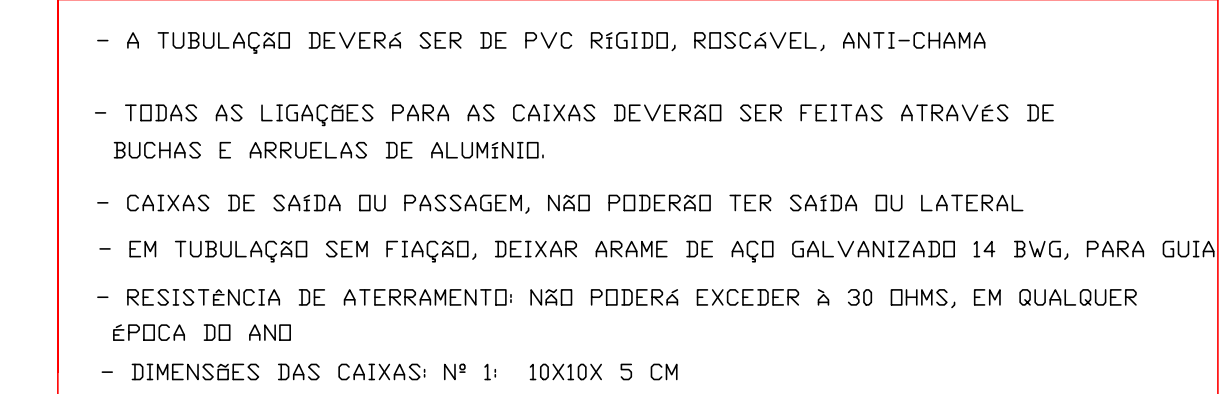 - A TUBULAÇÃO DEVERÁ SER DE PVC RÍGIDO, ROSCÁVEL, ANTI-CHAMA
- TODAS AS LIGAÇÕES PARA AS CAIXAS DEVERÃO SER FEITAS ATRAVÉS DE
BUCHAS E ARRUELAS DE ALUMÍNIO.
- CAIXAS DE SAÍDA OU PASSAGEM, NÃO PODERÃO TER SAÍDA OU LATERAL
- EM TUBULAÇÃO SEM FIAÇÃO, DEIXAR ARAME DE AÇO GALVANIZADO 14 BWG, PARA GUIA
- RESISTÊNCIA DE ATERRAMENTO: NÃO PODERÁ EXCEDER À 30 OHMS, EM QUALQUER
ÉPOCA DO ANO
- DIMENSÕES DAS CAIXAS: Nº 1: 10X10X 5 CM